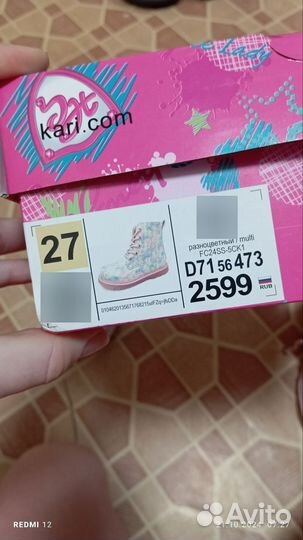 kari.com
27
разноцветный / multi
FC24SS-5CK1
D71 56 473
2599
RUB
REDMI 12
Avito